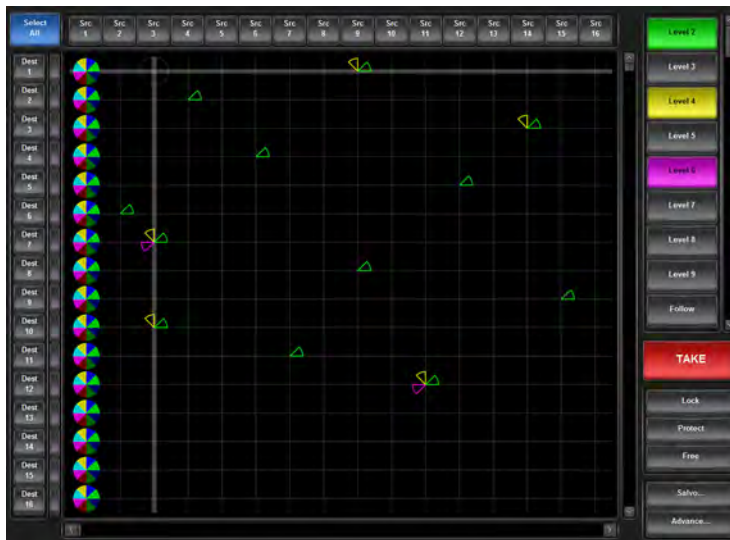 Select
All
Src
1
Src
2
Src
3
Src
4
Src
5
Src
6
Src
7
Src
8
Src
9
Src
10
Src
11
Src
12
Src
13
Src
14
Src
15
Src
16
Dest
1
Dest
2
Dest
3
Dest
4
Dest
5
Dest
6
Dest
7
Dest
8
Dest
9
Dest
10
Dest
11
Dest
12
Dest
13
Dest
14
Dest
15
Dest
16
Level 2
Level 3
Level 4
Level 5
Level 6
Level 7
Level 8
Level 9
Follow
TAKE
Lock
Protect
Free
Salvo...
Advance...